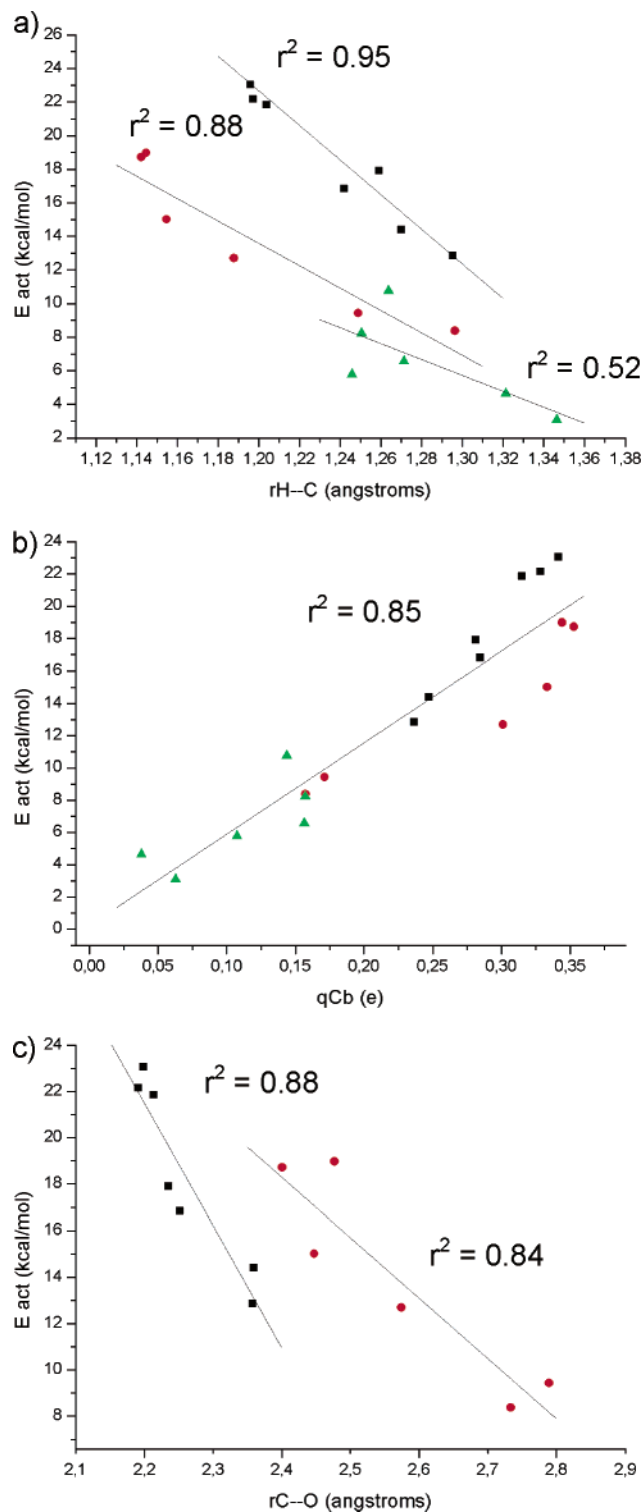 a)
26
24
22
20
18
16
14
12
10
8
6
4
2
E act (kcal/mol)
r² = 0.95
r² = 0.88
r² = 0.52
1,12 1,14 1,16 1,18 1,20 1,22 1,24 1,26 1,28 1,30 1,32 1,34 1,36 1,38
rH--C (angstroms)
b)
24
22
20
18
16
14
12
10
8
6
4
2
0
E act (kcal/mol)
r² = 0.85
0,00 0,05 0,10 0,15 0,20 0,25 0,30 0,35
qCb (e)
c)
24
22
20
18
16
14
12
10
8
E act (kcal/mol)
r² = 0.88
r² = 0.84
2,1 2,2 2,3 2,4 2,5 2,6 2,7 2,8 2,9
rC--O (angstroms)